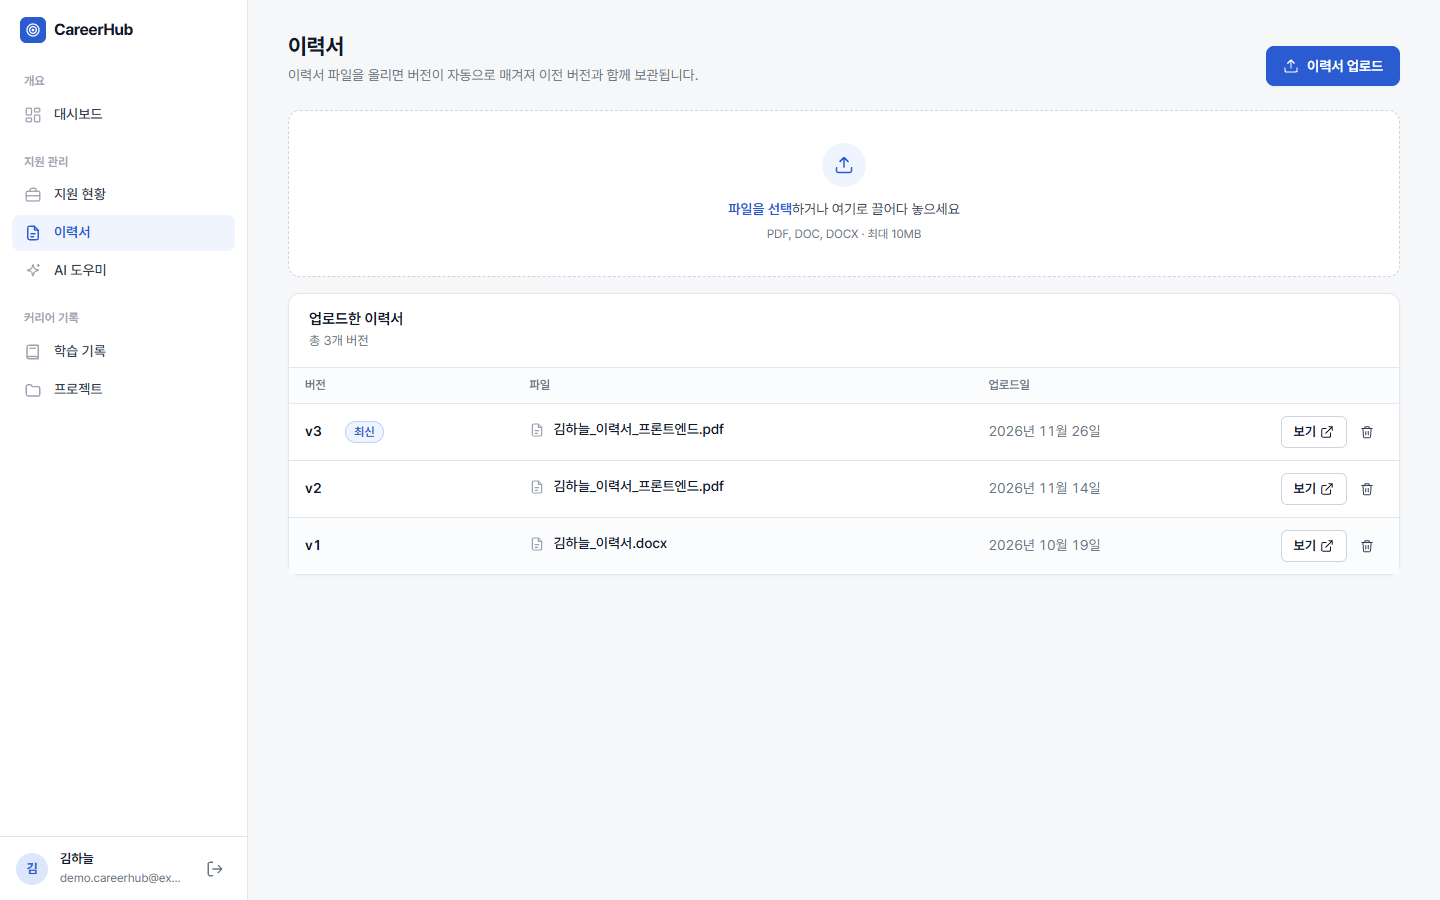 CareerHub
개요
대시보드
지원 관리
지원 현황
이력서
AI 도우미
커리어 기록
학습 기록
프로젝트
김
김하늘
demo.careerhub@ex...
이력서
이력서 파일을 올리면 버전이 자동으로 매겨져 이전 버전과 함께 보관됩니다.
이력서 업로드
파일을 선택하거나 여기로 끌어다 놓으세요
PDF, DOC, DOCX · 최대 10MB
업로드한 이력서
총 3개 버전
버전 파일 업로드일
v3 최신 김하늘_이력서_프론트엔드.pdf 2026년 11월 26일 보기
v2 김하늘_이력서_프론트엔드.pdf 2026년 11월 14일 보기
v1 김하늘_이력서.docx 2026년 10월 19일 보기